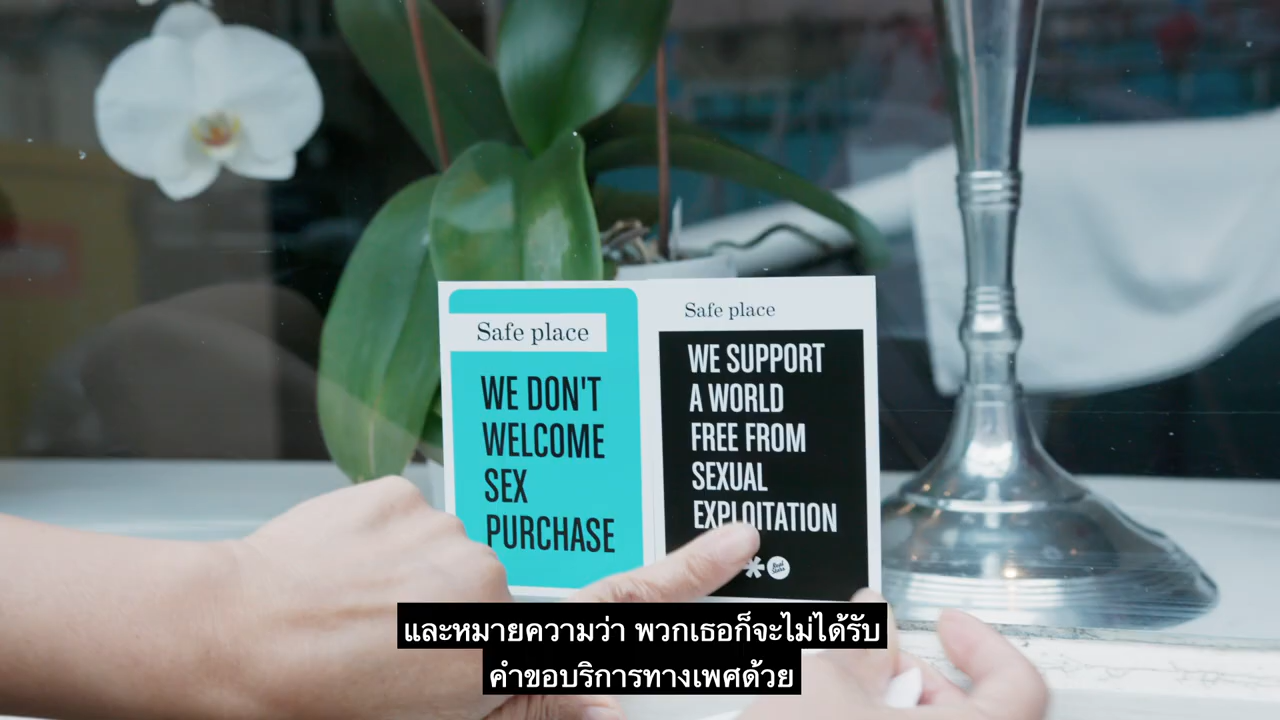 Safe place
WE DON'T
WELCOME
SEX
PURCHASE
Safe place
WE SUPPORT
A WORLD
FREE FROM
SEXUAL
EXPLOITATION
และหมายความว่า พวกเธอก็จะไม่ได้รับ
คำขอบริการทางเพศด้วย